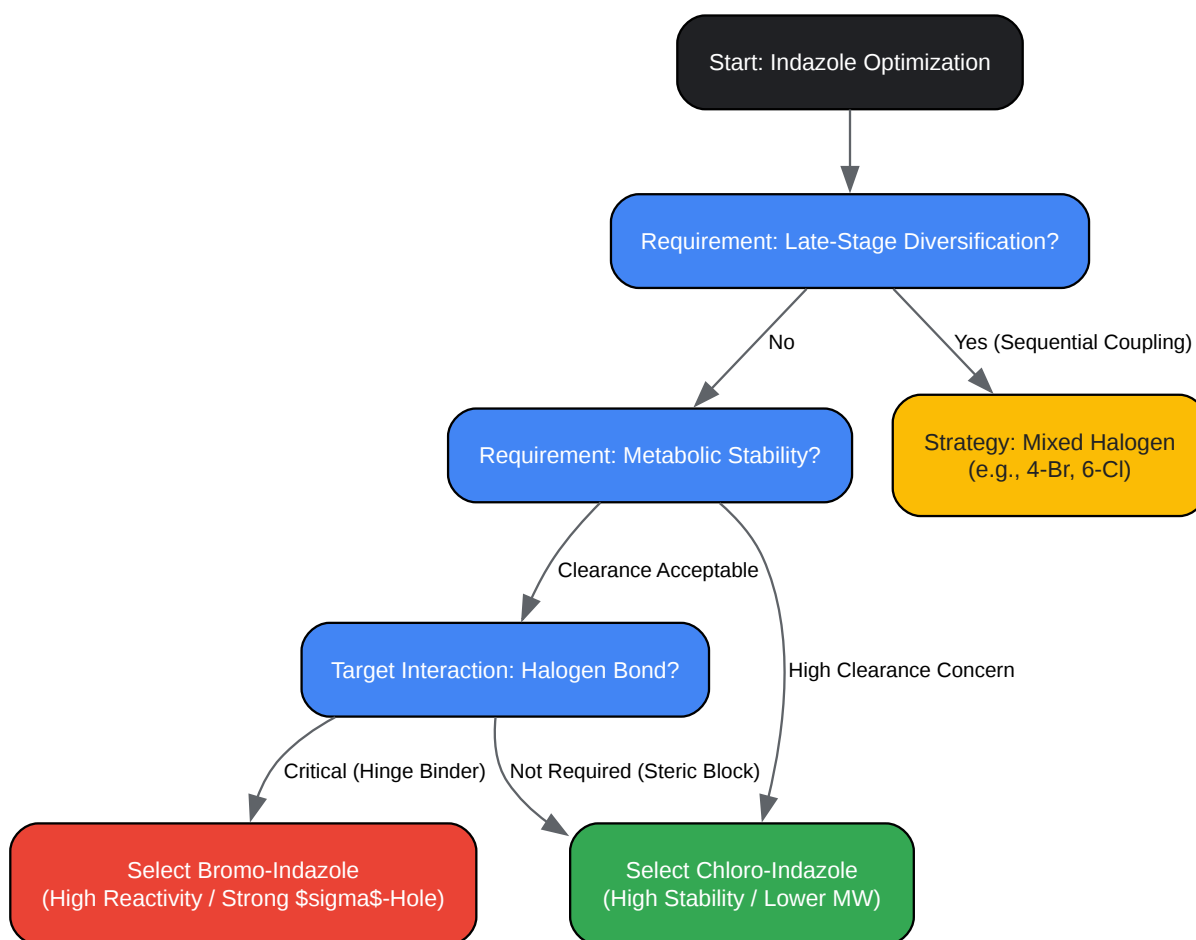 Start: Indazole Optimization
Requirement: Late-Stage Diversification?
No
Yes (Sequential Coupling)
Requirement: Metabolic Stability?
Strategy: Mixed Halogen
(e.g., 4-Br, 6-Cl)
Clearance Acceptable
High Clearance Concern
Target Interaction: Halogen Bond?
Critical (Hinge Binder)
Not Required (Steric Block)
Select Bromo-Indazole
(High Reactivity / Strong $sigma$-Hole)
Select Chloro-Indazole
(High Stability / Lower MW)